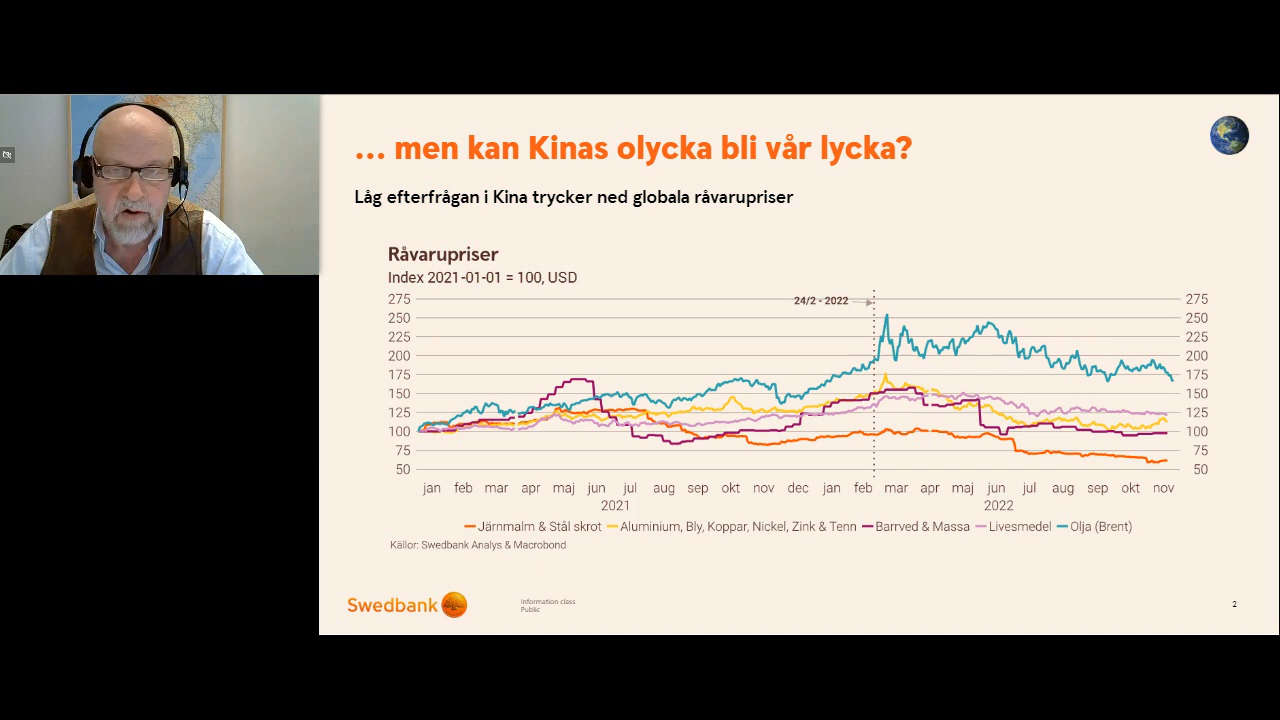 ... men kan Kinas olycka bli vår lycka?
Låg efterfrågan i Kina trycker ned globala råvarupriser
Råvarupriser
Index 2021-01-01 = 100, USD
24/2 - 2022
275 275
250 250
225 225
200 200
175 175
150 150
125 125
100 100
75 75
50 50
jan feb mar apr maj jun jul aug sep okt nov dec jan feb mar apr maj jun jul aug sep okt nov
2021 2022
Järnmalm & Stål skrot Aluminium, Bly, Koppar, Nickel, Zink & Tenn Barrved & Massa Livesmedel Olja (Brent)
Källor: Swedbank Analys & Macrobond
Swedbank
Information class
Public
2